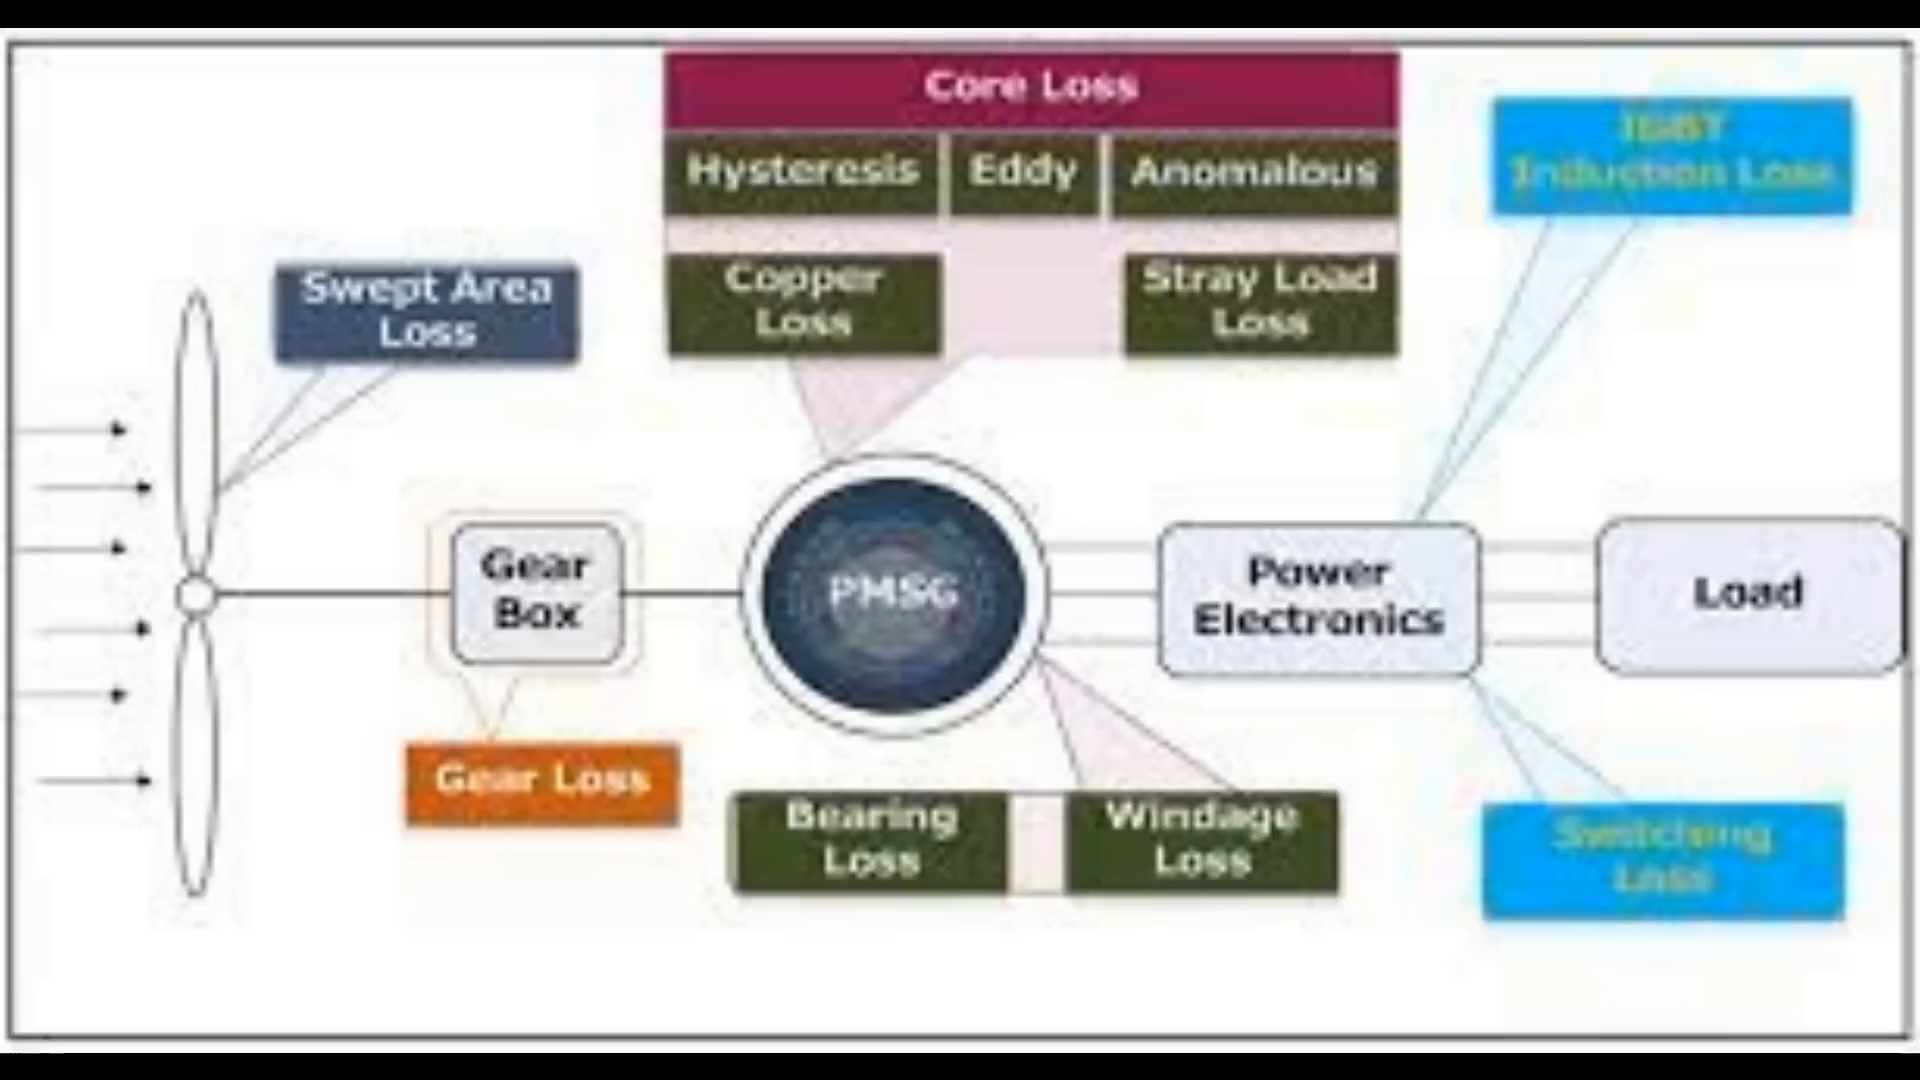 Core Loss
Hysteresis
Eddy
Anomalous
IGBT
Induction Loss
Swept Area
Loss
Copper
Loss
Stray Load
Loss
Gear
Box
PMSG
Power
Electronics
Load
Gear Loss
Bearing
Loss
Windage
Loss
Switching
Loss